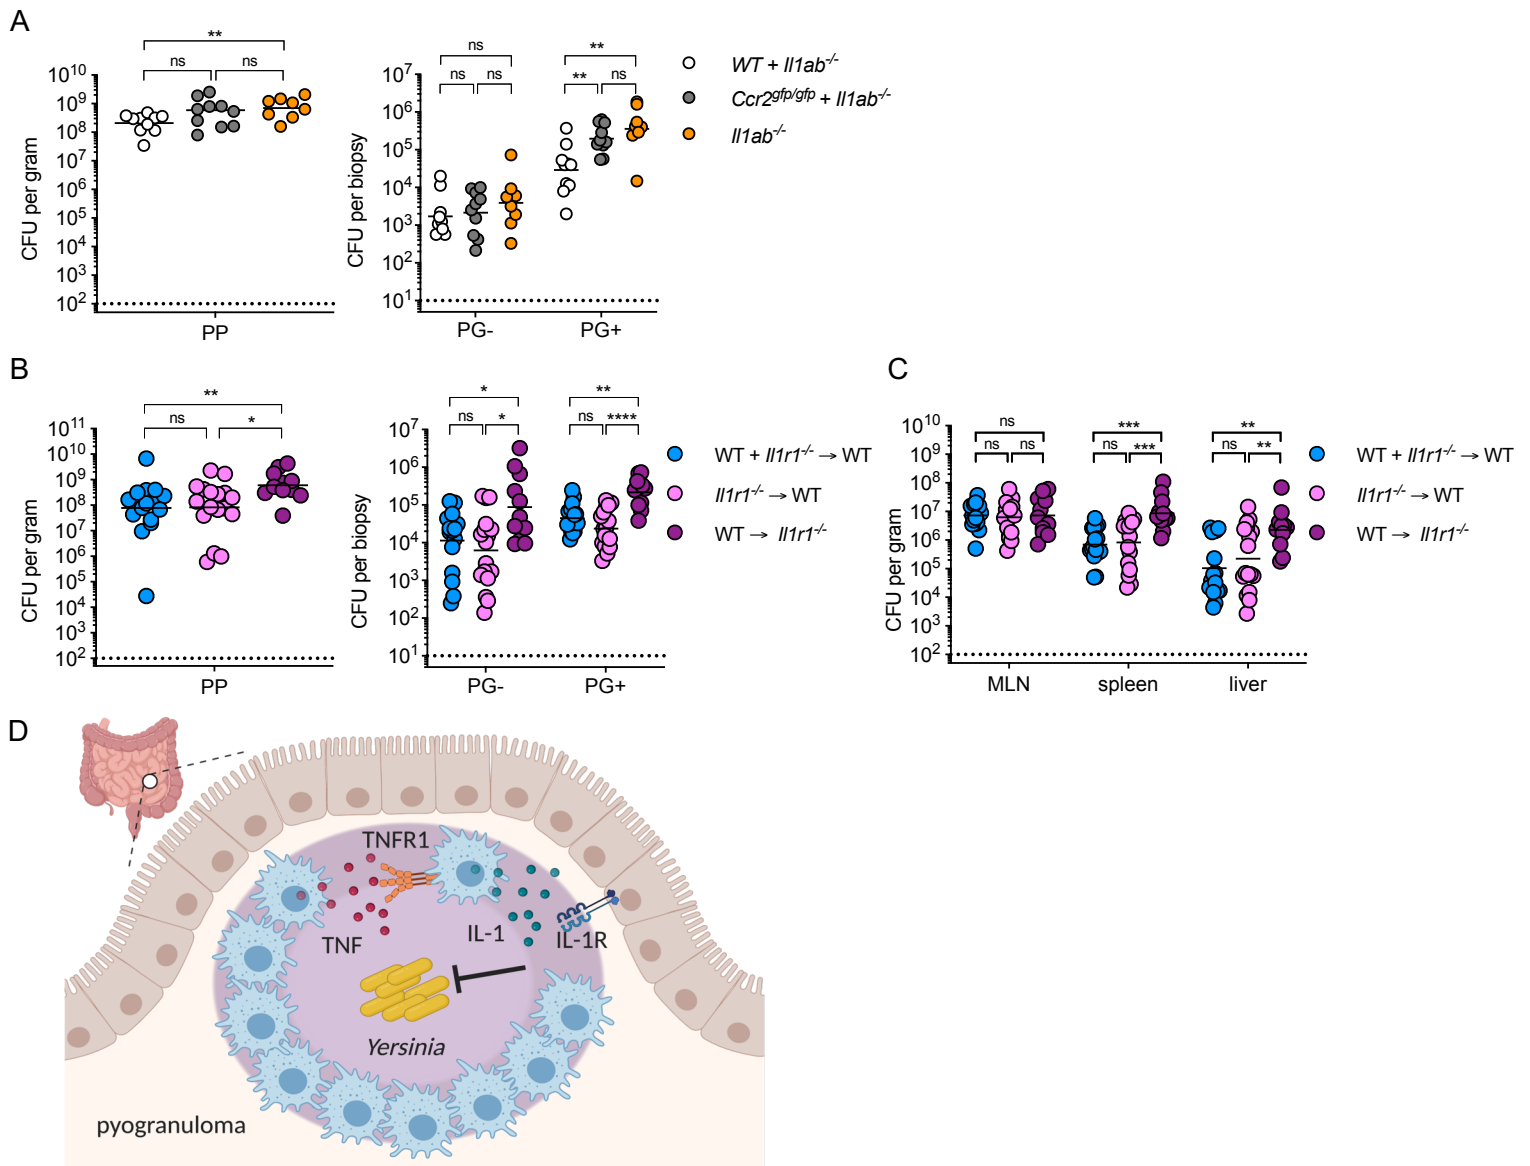 A
**
ns
ns
10^10
10^9
10^8
10^7
10^6
10^5
10^4
10^3
10^2
CFU per gram
PP
ns
ns
ns
**
**
ns
10^7
10^6
10^5
10^4
10^3
10^2
10^1
CFU per biopsy
PG-
PG+
WT + Il1ab^-/-
Ccr2^gfp/gfp + Il1ab^-/-
Il1ab^-/-
B
**
ns
*
10^11
10^10
10^9
10^8
10^7
10^6
10^5
10^4
10^3
10^2
CFU per gram
PP
*
ns
*
**
ns
****
10^7
10^6
10^5
10^4
10^3
10^2
10^1
CFU per biopsy
PG-
PG+
WT + Il1r1^-/- → WT
Il1r1^-/- → WT
WT → Il1r1^-/-
C
ns
ns
ns
***
ns
***
**
ns
**
10^10
10^9
10^8
10^7
10^6
10^5
10^4
10^3
10^2
CFU per gram
MLN
spleen
liver
WT + Il1r1^-/- → WT
Il1r1^-/- → WT
WT → Il1r1^-/-
D
TNFR1
TNF
IL-1
IL-1R
Yersinia
pyogranuloma